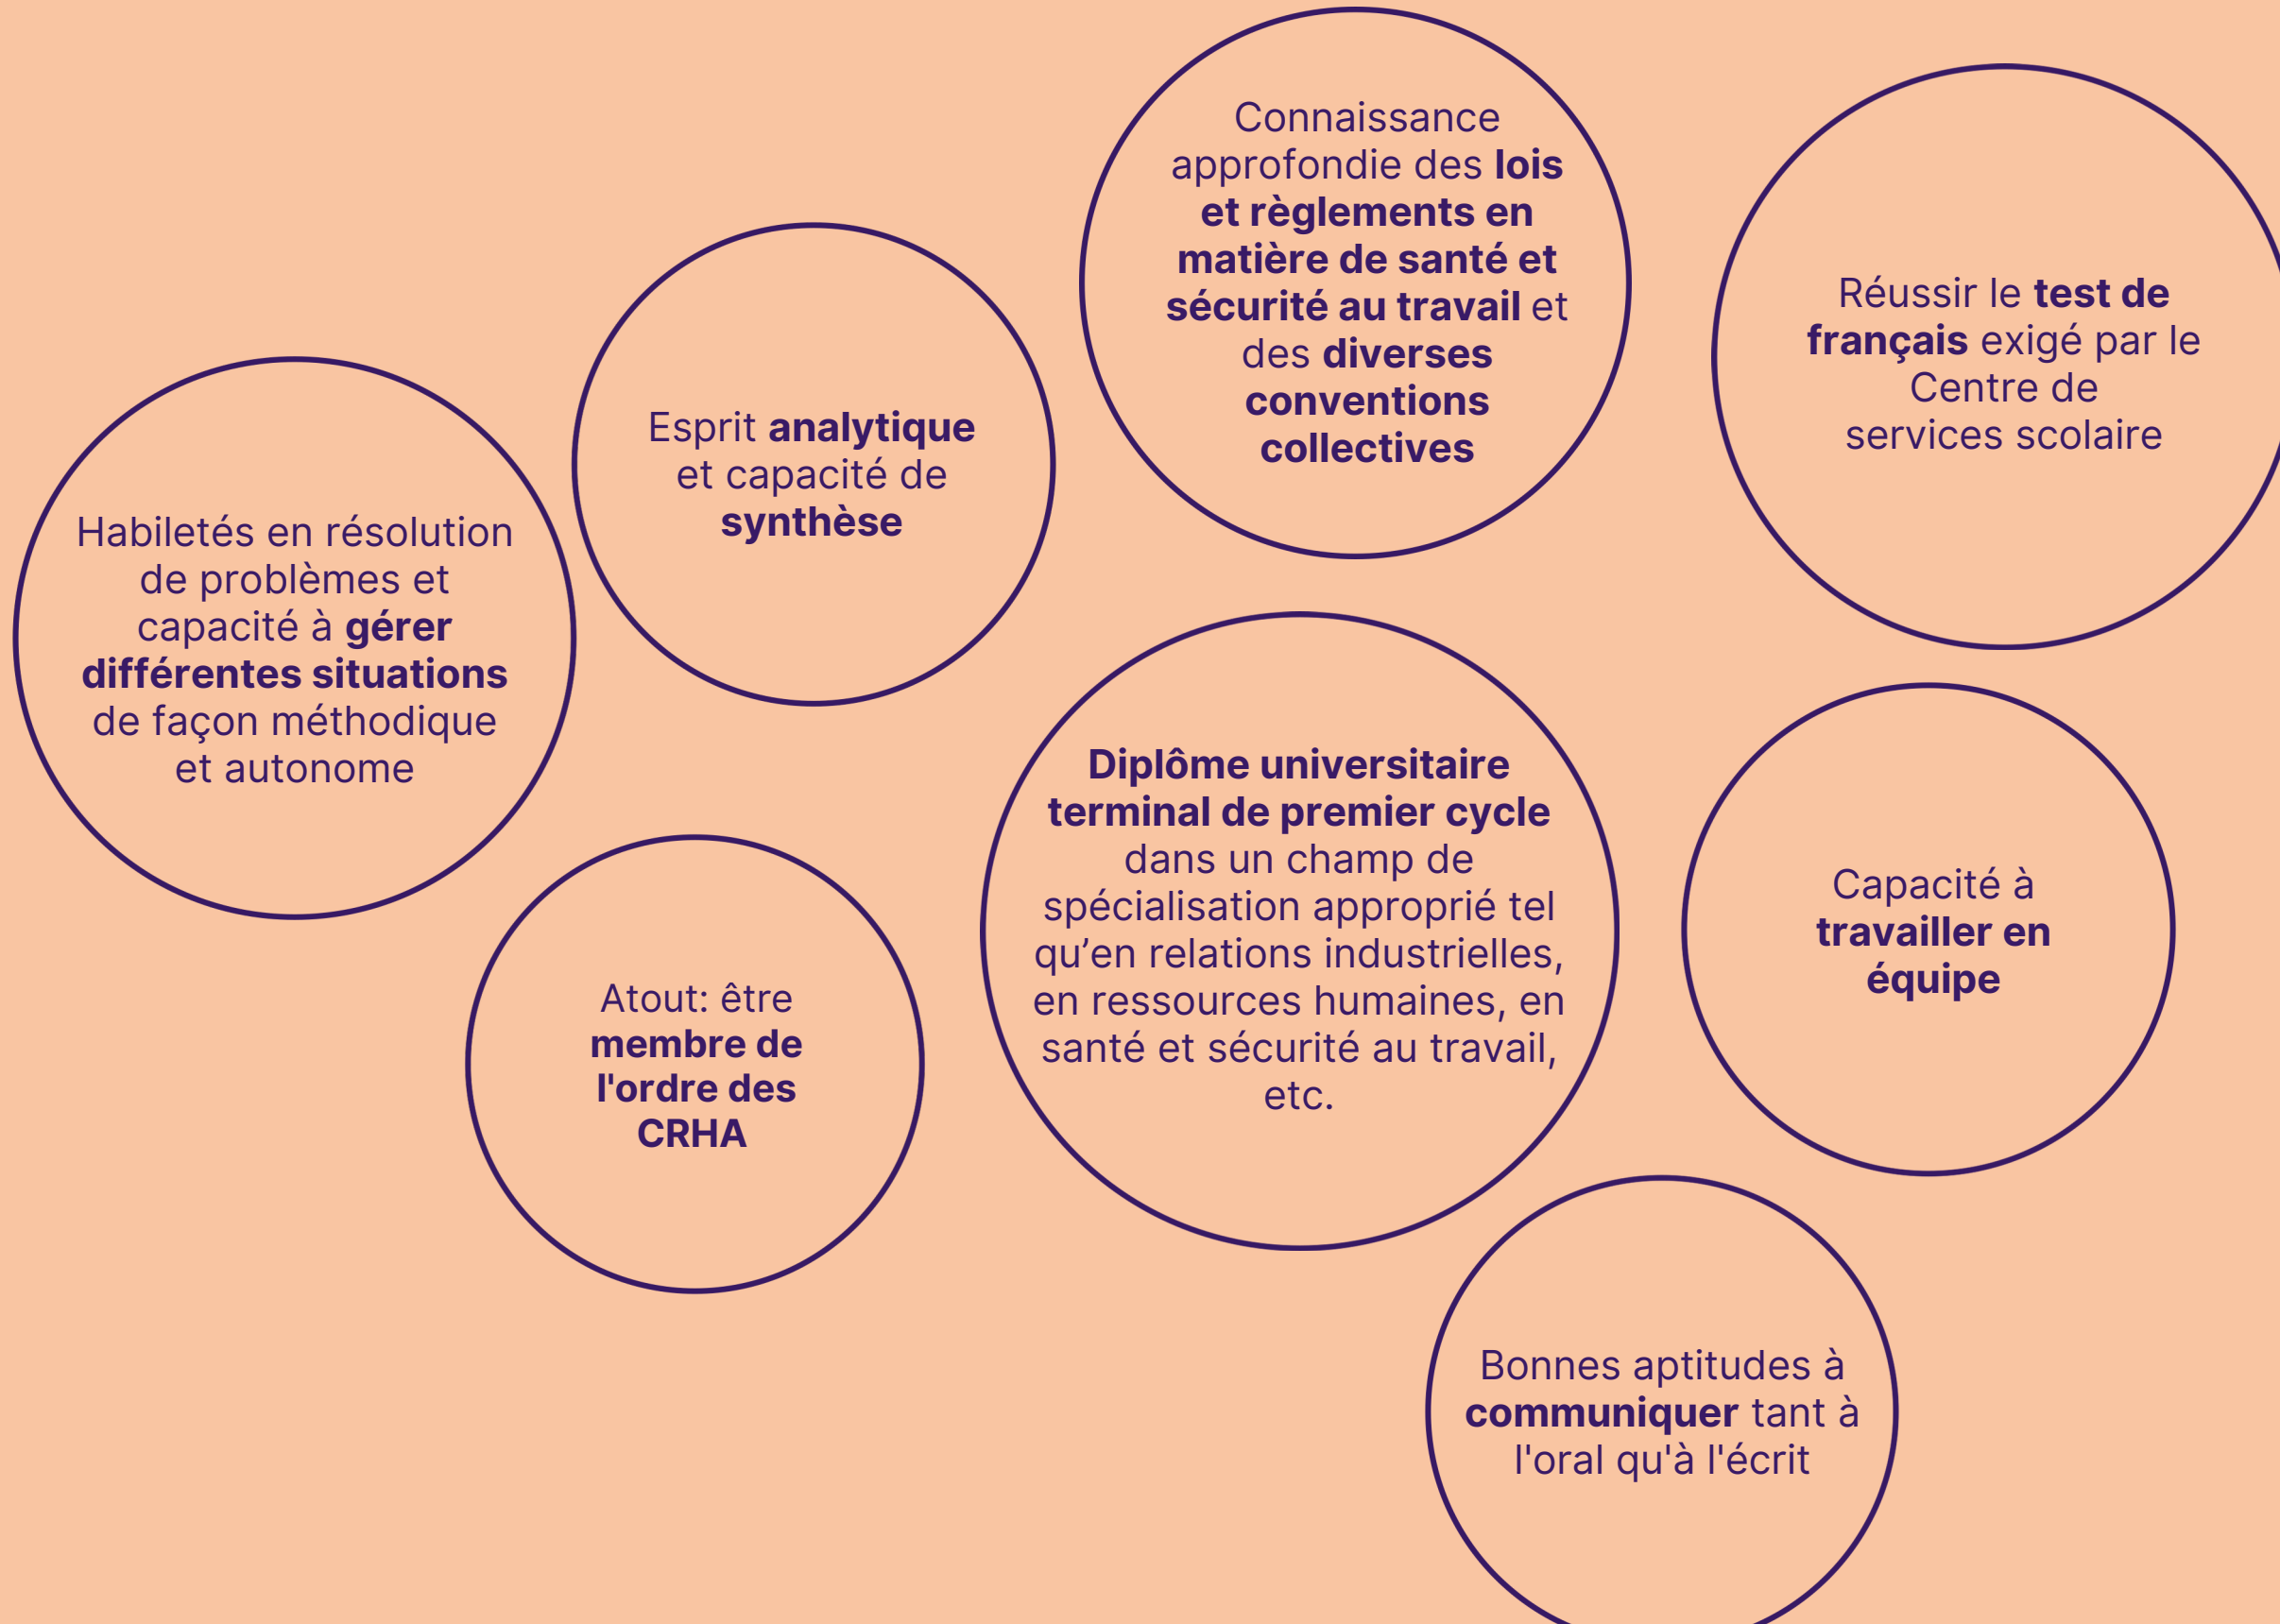 Connaissance
approfondie des lois
et règlements en
matière de santé et
sécurité au travail et
des diverses
conventions
collectives
Réussir le test de
français exigé par le
Centre de
services scolaire
Esprit analytique
et capacité de
synthèse
Habiletés en résolution
de problèmes et
capacité à gérer
différentes situations
de façon méthodique
et autonome
Diplôme universitaire
terminal de premier cycle
dans un champ de
spécialisation approprié tel
qu’en relations industrielles,
en ressources humaines, en
santé et sécurité au travail,
etc.
Capacité à
travailler en
équipe
Atout: être
membre de
l'ordre des
CRHA
Bonnes aptitudes à
communiquer tant à
l'oral qu'à l'écrit